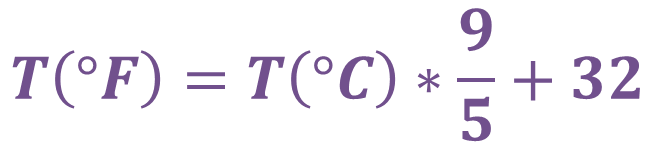 T(°F) = T(°C) * 9/5 + 32